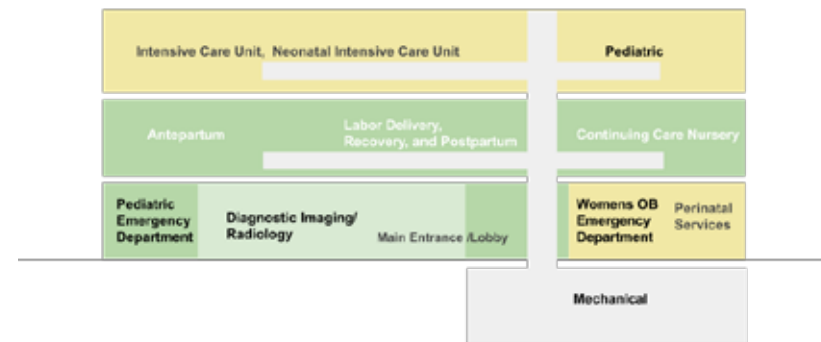 Intensive Care Unit, Neonatal Intensive Care Unit
Pediatric
Antepartum
Labor Delivery,
Recovery, and Postpartum
Continuing Care Nursery
Pediatric
Emergency
Department
Diagnostic Imaging/
Radiology
Main Entrance /Lobby
Womens OB
Emergency
Department
Perinatal
Services
Mechanical